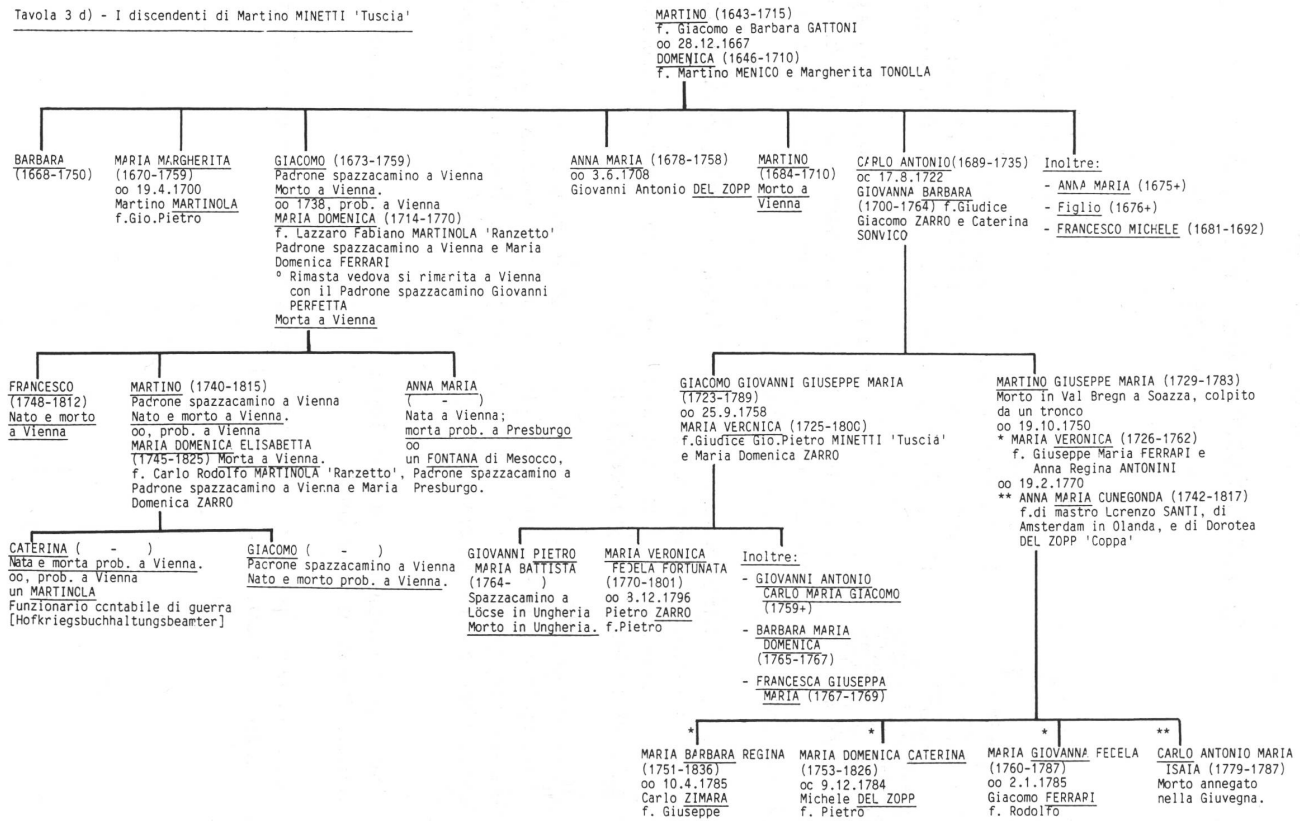 Tavola 3 d) - I discendenti di Martino MINETTI 'Tuscia'
MARTINO (1643-1715)
f. Giacomo e Barbara GATTONI
oo 28.12.1667
DOMENICA (1646-1710)
f. Martino MENICO e Margherita TONOLLA
BARBARA
(1668-1750)
MARIA MARGHERITA
(1670-1759)
oo 19.4.1700
Martino MARTINOLA
f.Gio.Pietro
GIACOMO (1673-1759)
Padrone spazzacamino a Vienna
Morto a Vienna.
oo 1738, prob. a Vienna
MARIA DOMENICA (1714-1770)
f. Lazzaro Fabiano MARTINOLA 'Ranzetto'
Padrone spazzacamino a Vienna e Maria
Domenica FERRARI
° Rimasta vedova si rimarita a Vienna
con il Padrone spazzacamino Giovanni
PERFETTA
Morta a Vienna
ANNA MARIA (1678-1758)
oo 3.6.1708
Giovanni Antonio DEL ZOPP
MARTINO
(1684-1710)
Morto a
Vienna
CARLO ANTONIO(1689-1735)
oc 17.8.1722
GIOVANNA BARBARA
(1700-1764) f.Giudice
Giacomo ZARRO e Caterina
SONVICO
Inoltre:
- ANNA MARIA (1675+)
- Figlio (1676+)
- FRANCESCO MICHELE (1681-1692)
FRANCESCO
(1748-1812)
Nato e morto
a Vienna
MARTINO (1740-1815)
Padrone spazzacamino a Vienna
Nato e morto a Vienna.
oo, prob. a Vienna
MARIA DOMENICA ELISABETTA
(1745-1825) Morta a Vienna.
f. Carlo Rodolfo MARTINOLA 'Ranzetto',
Padrone spazzacamino a Vienna e Maria
Domenica ZARRO
ANNA MARIA
( - )
Nata a Vienna;
morta prob. a Presburgo
oo
un FONTANA di Mesocco,
Padrone spazzacamino a
Presburgo.
GIACOMO GIOVANNI GIUSEPPE MARIA
(1723-1789)
oo 25.9.1758
MARIA VERONICA (1725-1800)
f.Giudice Gio.Pietro MINETTI 'Tuscia'
e Maria Domenica ZARRO
MARTINO GIUSEPPE MARIA (1729-1783)
Morto in Val Bregn a Soazza, colpito
da un tronco
oo 19.10.1750
* MARIA VERONICA (1726-1762)
f. Giuseppe Maria FERRARI e
Anna Regina ANTONINI
oo 19.2.1770
** ANNA MARIA CUNEGONDA (1742-1817)
f.di mastro Lorenzo SANTI, di
Amsterdam in Olanda, e di Dorotea
DEL ZOPP 'Coppa'
CATERINA ( - )
Nata e morta prob. a Vienna.
oo, prob. a Vienna
un MARTINOLA
Funzionario contabile di guerra
[Hofkriegsbuchhaltungsbeamter]
GIACOMO ( - )
Padrone spazzacamino a Vienna
Nato e morto prob. a Vienna.
GIOVANNI PIETRO
MARIA BATTISTA
(1764- )
Spazzacamino a
Löcse in Ungheria
Morto in Ungheria.
MARIA VERONICA
FEDELA FORTUNATA
(1770-1801)
oo 3.12.1796
Pietro ZARRO
f.Pietro
Inoltre:
- GIOVANNI ANTONIO
CARLO MARIA GIACOMO
(1759+)
- BARBARA MARIA
DOMENICA
(1765-1767)
- FRANCESCA GIUSEPPA
MARIA (1767-1769)
*
MARIA BARBARA REGINA
(1751-1836)
oo 10.4.1785
Carlo ZIMARA
f. Giuseppe
*
MARIA DOMENICA CATERINA
(1753-1826)
oc 9.12.1784
Michele DEL ZOPP
f. Pietro
*
MARIA GIOVANNA FEDELA
(1760-1787)
oo 2.1.1785
Giacomo FERRARI
f. Rodolfo
**
CARLO ANTONIO MARIA
ISAIA (1779-1787)
Morto annegato
nella Giuvegna.